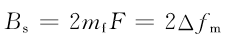 B_s = 2m_f F = 2Δf_m